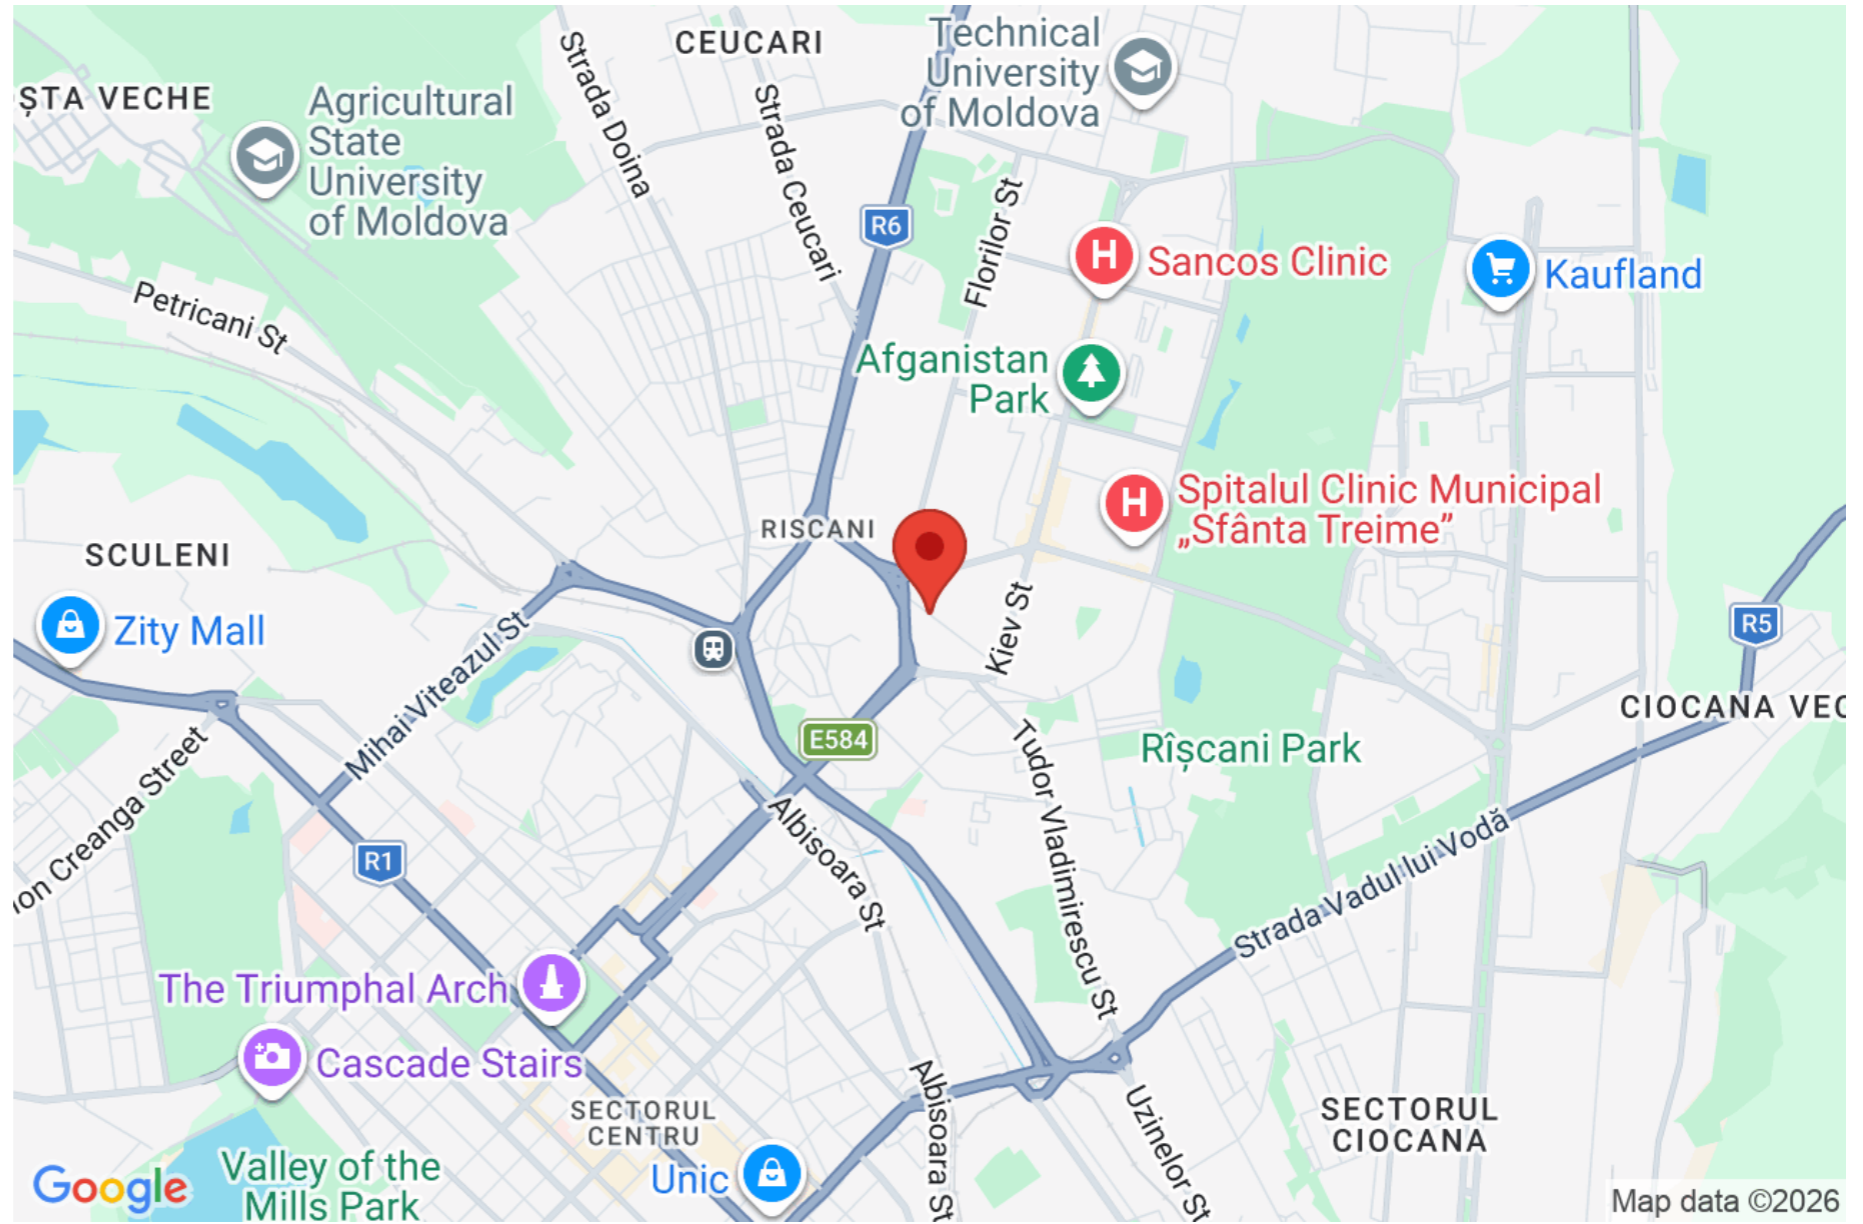 CEUCARI
Technical
University
of Moldova
ȘTA VECHE
Agricultural
State
University
of Moldova
Strada Doina
Strada Ceucari
R6
Florilor St
H
Sancos Clinic
Kaufland
Petricani St
Afganistan
Park
H
Spitalul Clinic Municipal
„Sfânta Treime”
RISCANI
SCULENI
Zity Mall
Mihai Viteazul St
Kiev St
R5
CIOCANA VEC
E584
Rîșcani Park
Tudor Vladimirescu St
Ion Creanga Street
R1
Albisoara St
Strada Vadul lui Vodă
The Triumphal Arch
Cascade Stairs
SECTORUL
CENTRU
Albisoara St
Uzinelor St
SECTORUL
CIOCANA
Valley of the
Mills Park
Unic
Google
Map data ©2026